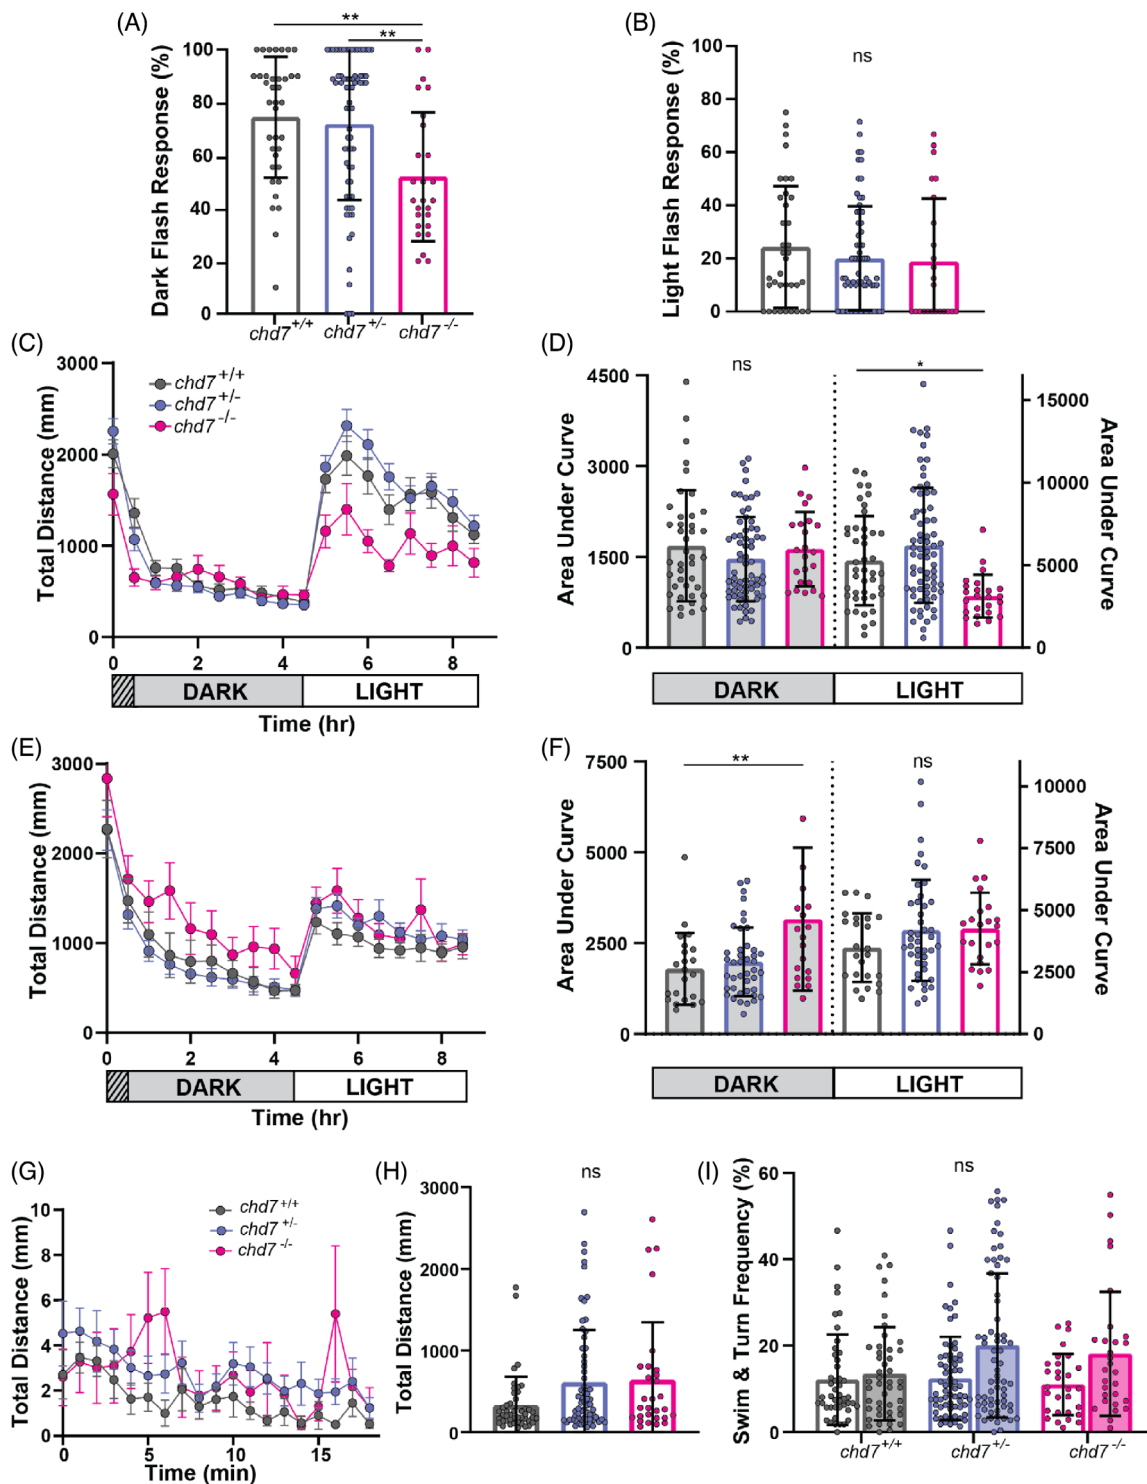 (A)
**
**
Dark Flash Response (%)
100
80
60
40
20
0
chd7+/+ chd7+/- chd7-/-
(B)
ns
Light Flash Response (%)
100
80
60
40
20
0
(C)
Total Distance (mm)
3000
2000
1000
0
chd7+/+
chd7+/-
chd7-/-
0 2 4 6 8
DARK LIGHT
Time (hr)
(D)
ns
*
Area Under Curve
4500
3000
1500
0
15000
10000
5000
0
Area Under Curve
DARK LIGHT
(E)
Total Distance (mm)
3000
2000
1000
0
0 2 4 6 8
DARK LIGHT
Time (hr)
(F)
**
ns
Area Under Curve
7500
5000
2500
0
10000
7500
5000
2500
0
Area Under Curve
DARK LIGHT
(G)
Total Distance (mm)
10
8
6
4
2
0
chd7+/+
chd7+/-
chd7-/-
0 5 10 15
Time (min)
(H)
ns
Total Distance (mm)
3000
2000
1000
0
(I)
ns
Swim & Turn Frequency (%)
60
40
20
0
chd7+/+ chd7+/- chd7-/-